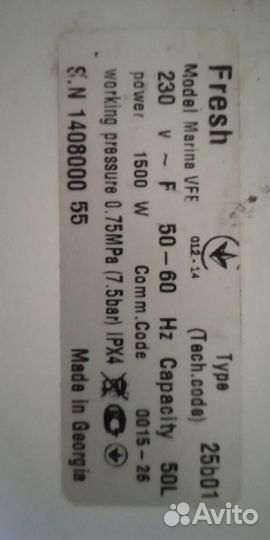 Fresh Type 25b01
Model Marina VFE 012-14 (Tech.code)
230 v ~ F 50-60 Hz Capacity 50L
power 1500 W Comm.Code 0015-26
working pressure 0.75MPa (7.5bar) IPX4
S.N 1408000 55 Made in Georgia
Avito